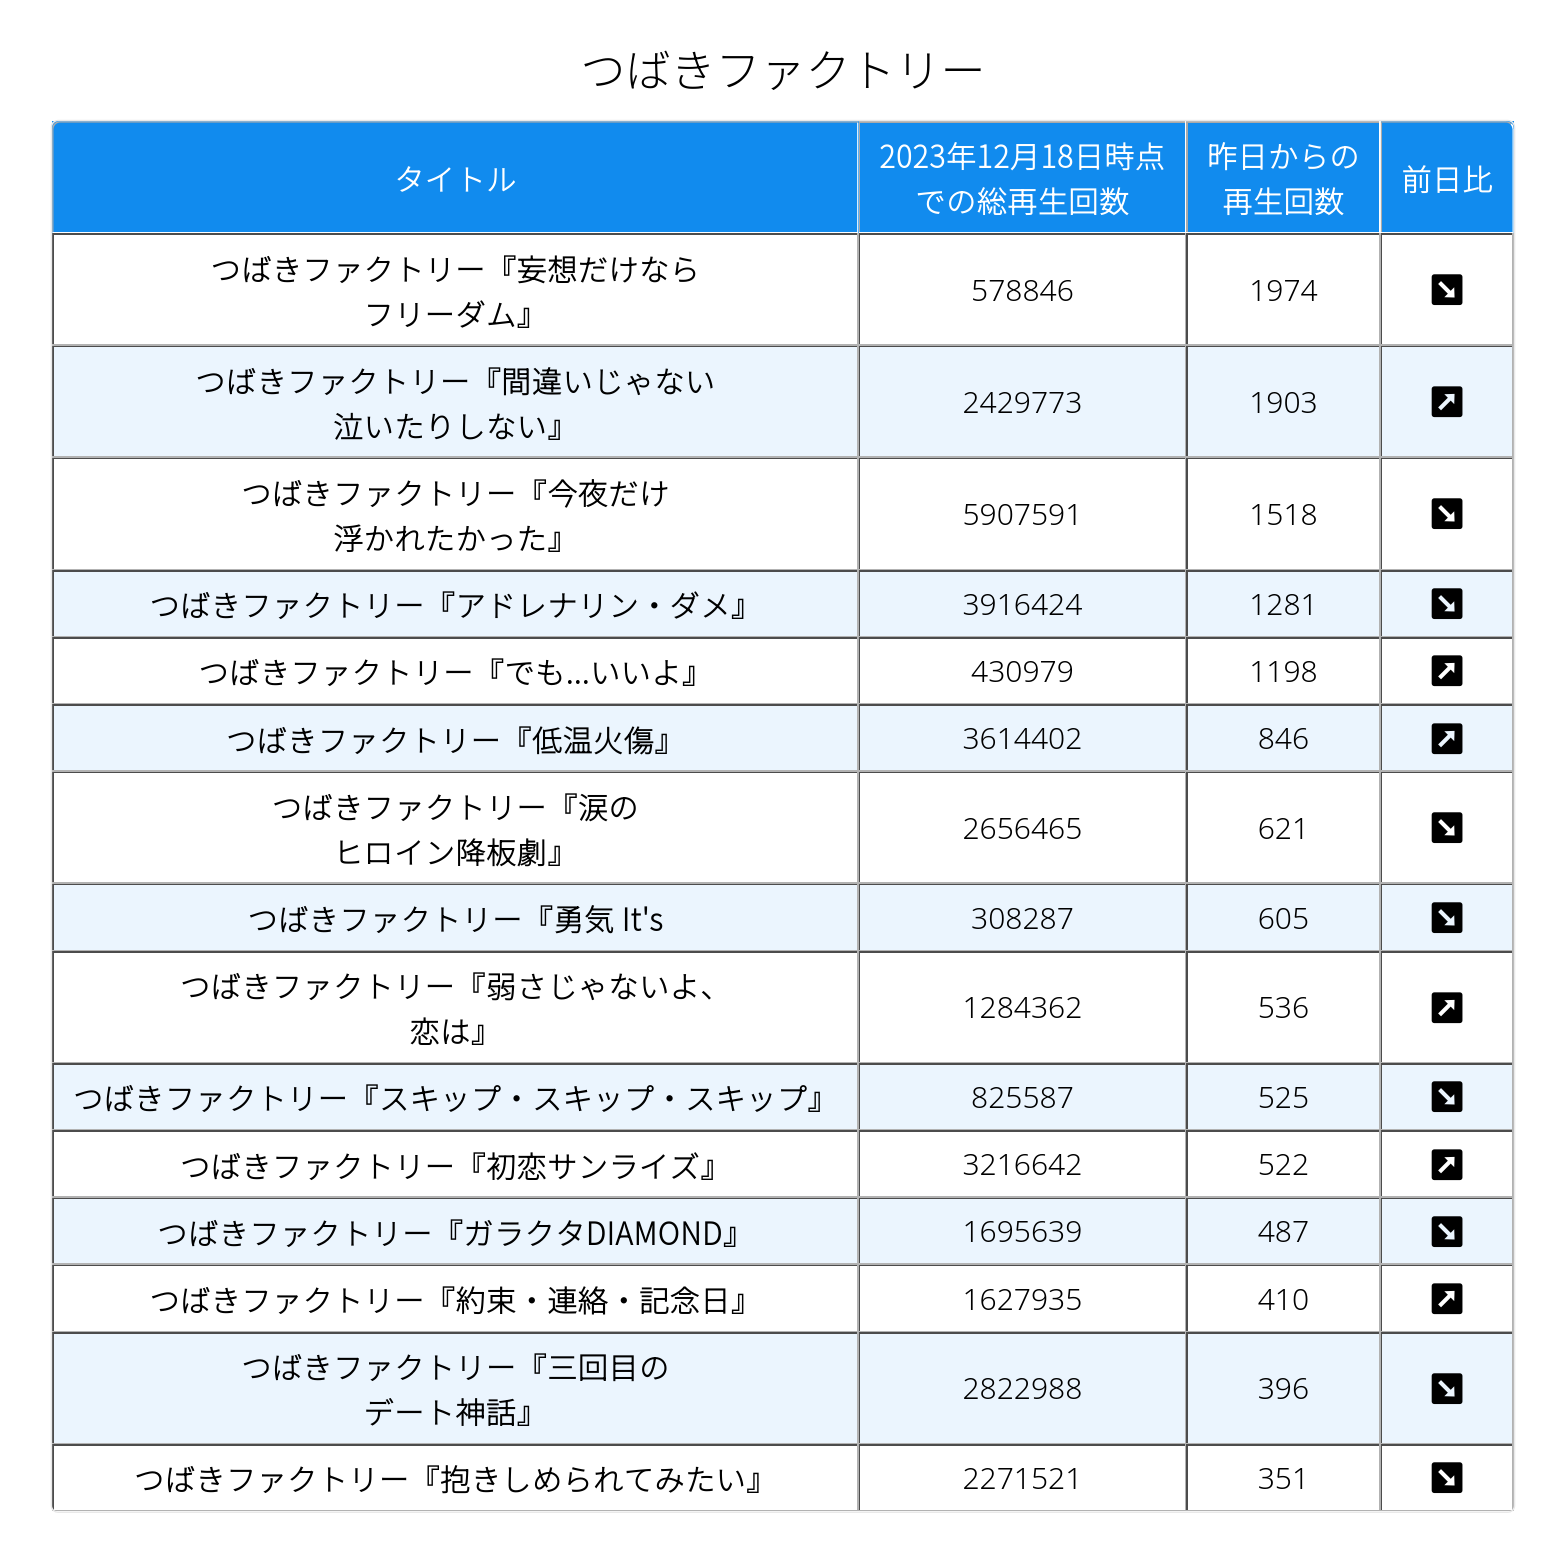 つばきファクトリー
タイトル
2023年12月18日時点
での総再生回数
昨日からの
再生回数
前日比
つばきファクトリー『妄想だけなら
フリーダム』
578846
1974
つばきファクトリー『間違いじゃない
泣いたりしない』
2429773
1903
つばきファクトリー『今夜だけ
浮かれたかった』
5907591
1518
つばきファクトリー『アドレナリン・ダメ』
3916424
1281
つばきファクトリー『でも...いいよ』
430979
1198
つばきファクトリー『低温火傷』
3614402
846
つばきファクトリー『涙の
ヒロイン降板劇』
2656465
621
つばきファクトリー『勇気 It's
308287
605
つばきファクトリー『弱さじゃないよ、
恋は』
1284362
536
つばきファクトリー『スキップ・スキップ・スキップ』
825587
525
つばきファクトリー『初恋サンライズ』
3216642
522
つばきファクトリー『ガラクタDIAMOND』
1695639
487
つばきファクトリー『約束・連絡・記念日』
1627935
410
つばきファクトリー『三回目の
デート神話』
2822988
396
つばきファクトリー『抱きしめられてみたい』
2271521
351